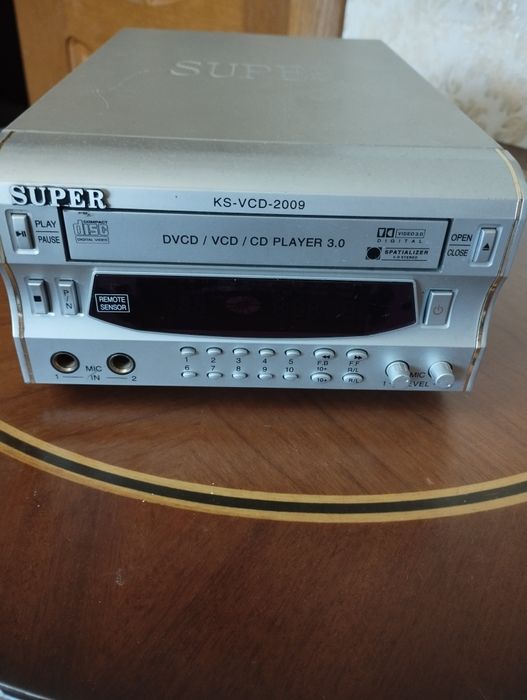 SUPER
SUPER
KS-VCD-2009
PLAY
PAUSE
COMPACT
disc
DIGITAL VIDEO
DVCD / VCD / CD PLAYER 3.0
VIDEO 3.0
DIGITAL
SPATIALIZER
OPEN
CLOSE
REMOTE
SENSOR
1 2 3 4 5 F.B F.F
6 7 8 9 10 10+ R/L
MIC
IN
1 2
MIC
1 LEVEL